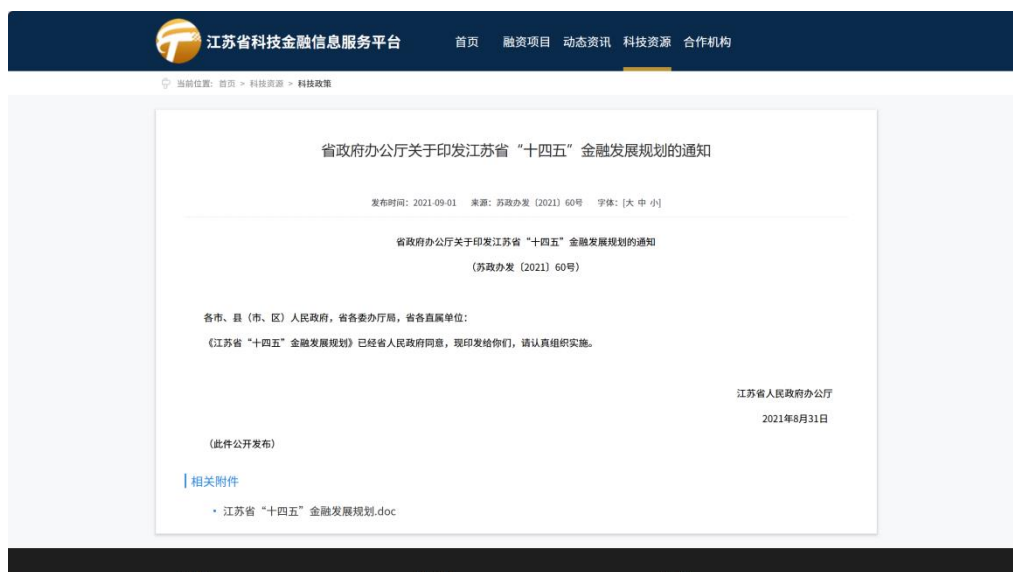 江苏省科技金融信息服务平台 首页 融资项目 动态资讯 科技资源 合作机构
当前位置: 首页 > 科技资源 > 科技政策
省政府办公厅关于印发江苏省“十四五”金融发展规划的通知
发布时间: 2021-09-01 来源: 苏政办发〔2021〕60号 字体: [大 中 小]
省政府办公厅关于印发江苏省“十四五”金融发展规划的通知
（苏政办发〔2021〕60号）
各市、县（市、区）人民政府，省各委办厅局，省各直属单位：
《江苏省“十四五”金融发展规划》已经省人民政府同意，现印发给你们，请认真组织实施。
江苏省人民政府办公厅
2021年8月31日
（此件公开发布）
相关附件
• 江苏省“十四五”金融发展规划.doc